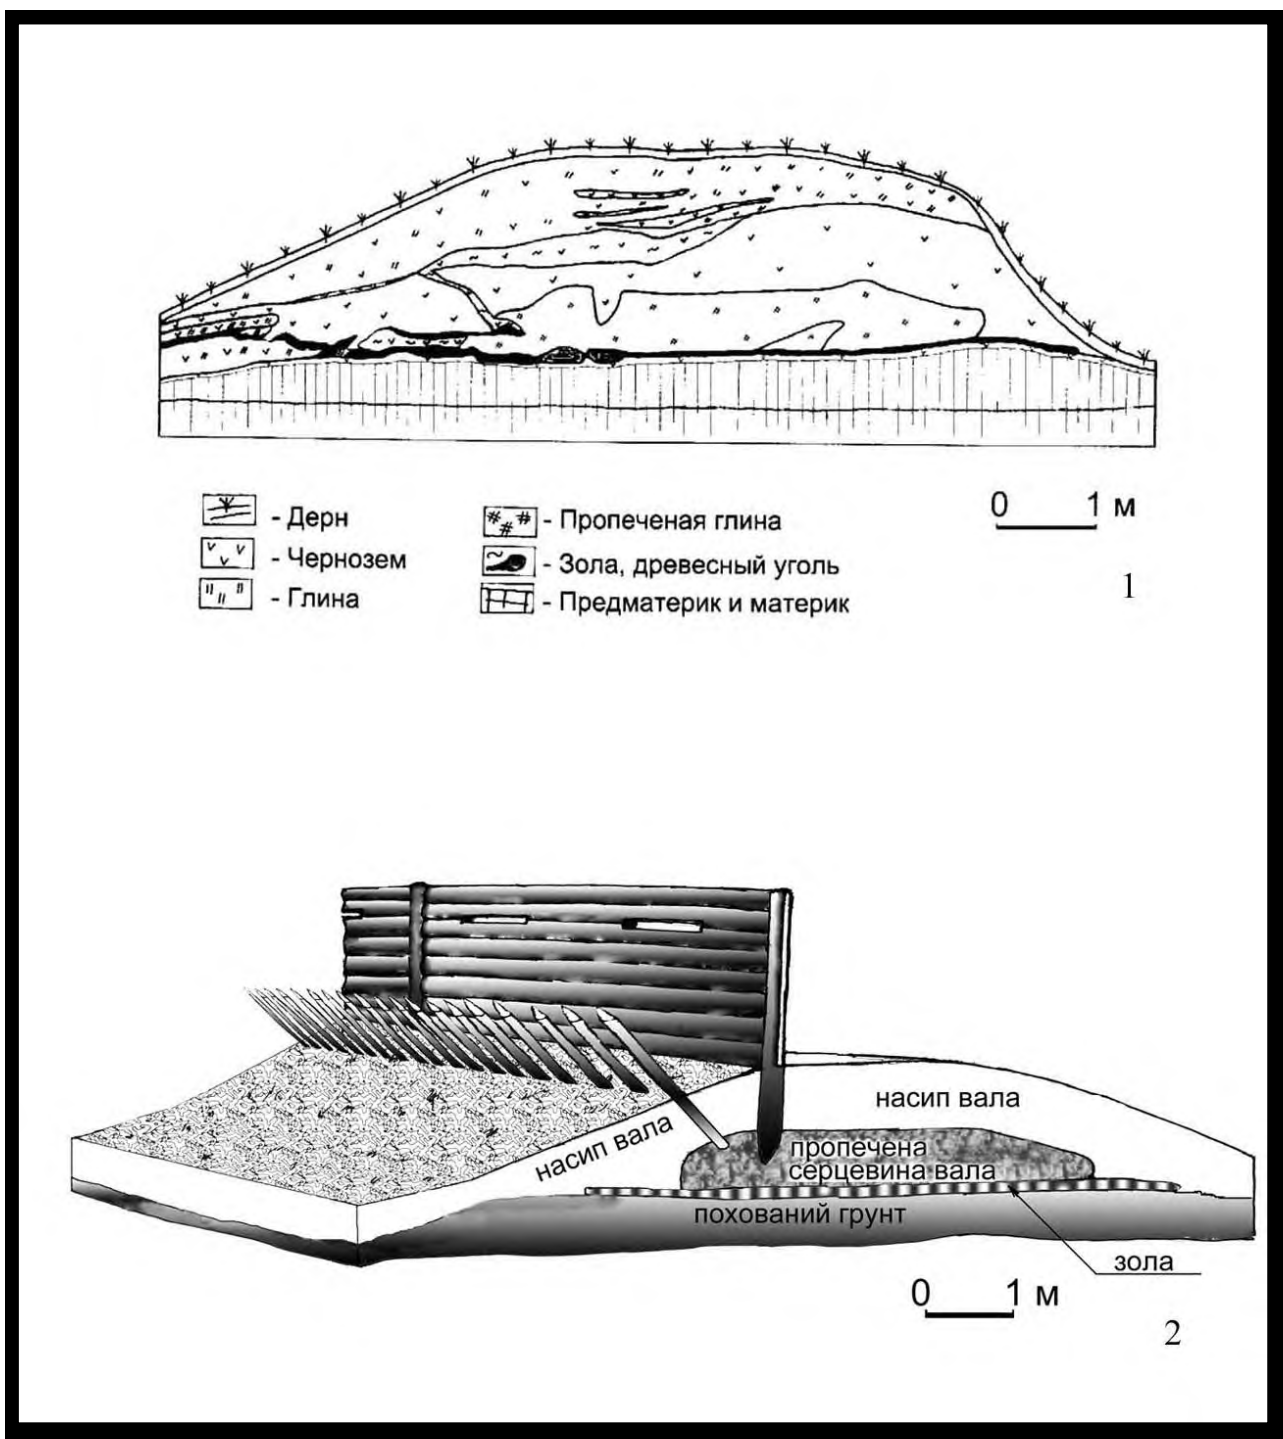 - Дерн
- Чернозем
- Глина
- Пропеченая глина
- Зола, древесный уголь
- Предматерик и материк
0 1 м
1
насип вала
насип вала
пропечена
серцевина вала
похований грунт
зола
0 1 м
2